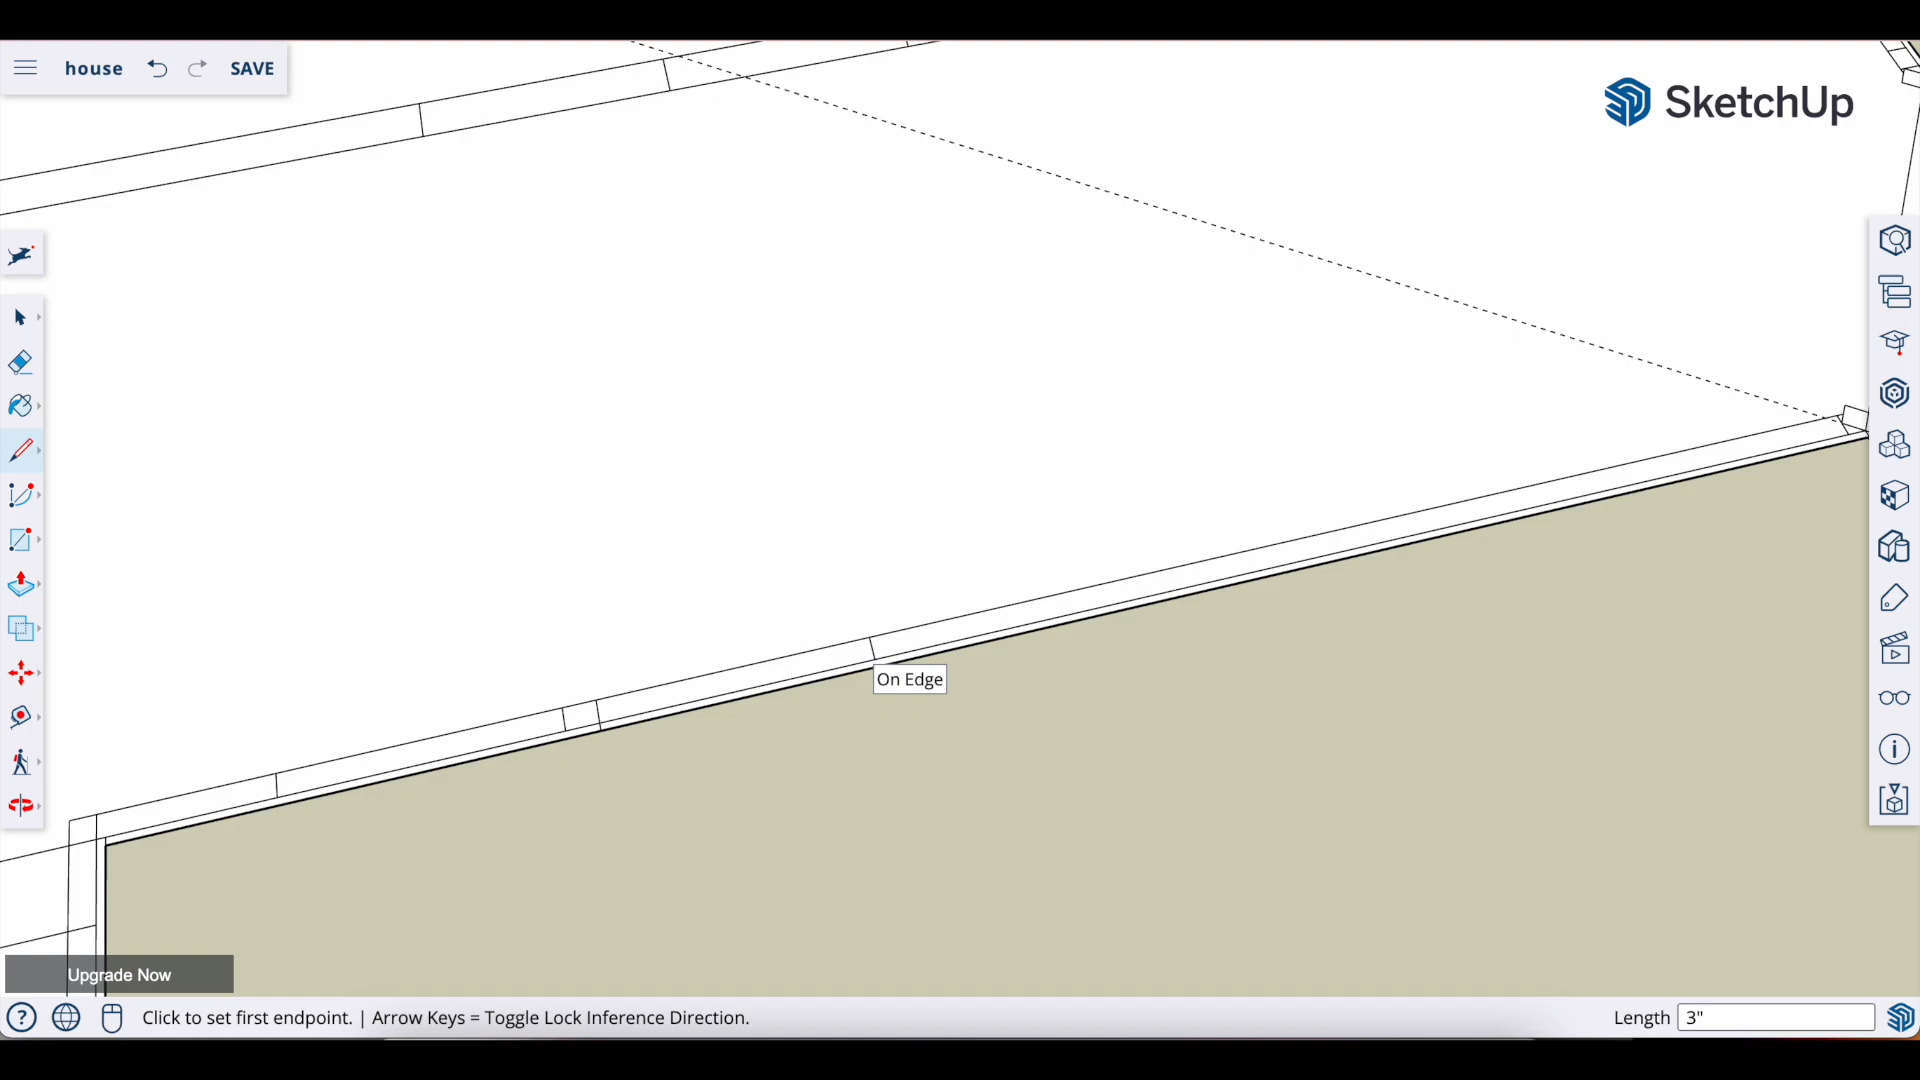 house
SAVE
SketchUp
On Edge
Upgrade Now
Click to set first endpoint. | Arrow Keys = Toggle Lock Inference Direction.
Length 3"